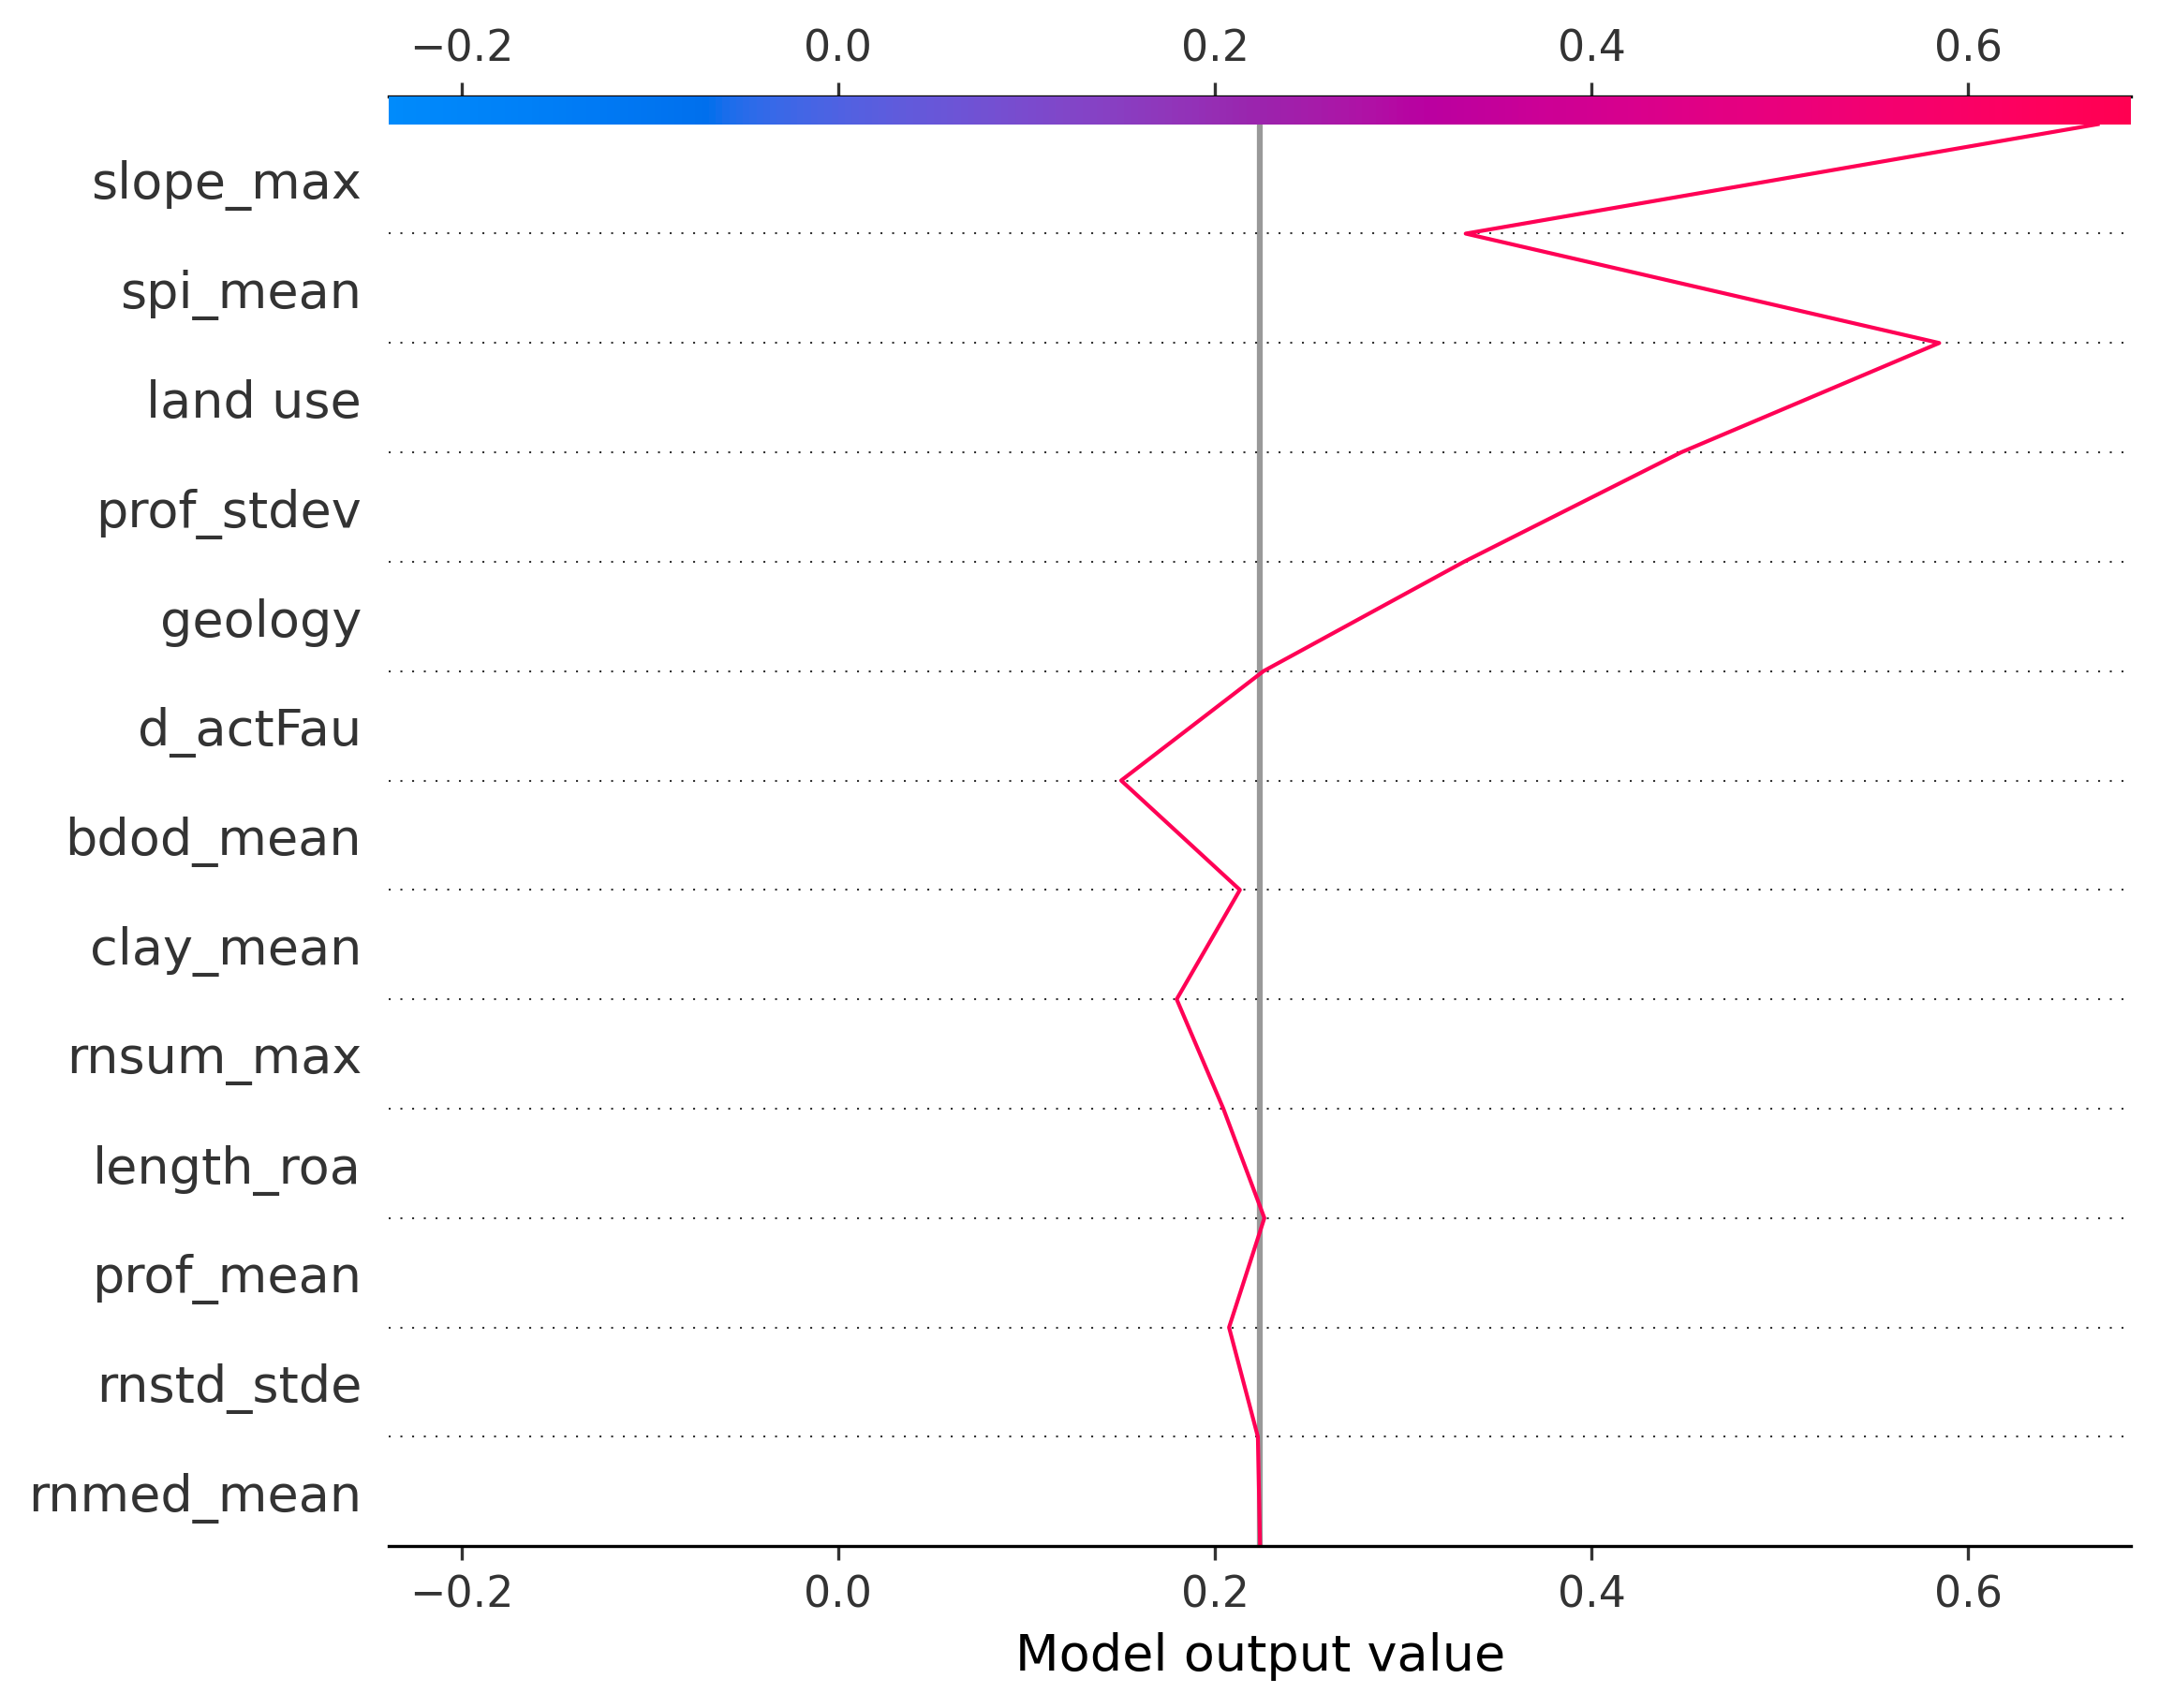 −0.2 0.0 0.2 0.4 0.6
slope_max
spi_mean
land use
prof_stdev
geology
d_actFau
bdod_mean
clay_mean
rnsum_max
length_roa
prof_mean
rnstd_stde
rnmed_mean
−0.2 0.0 0.2 0.4 0.6
Model output value